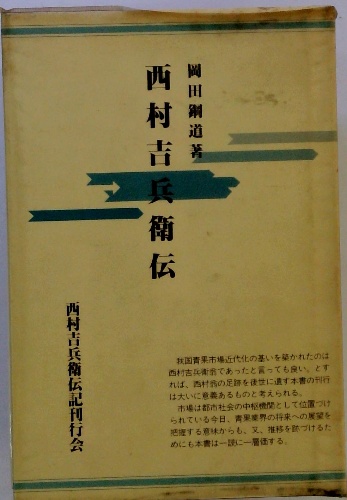 岡田鋼道著
西村吉兵衛伝
西村吉兵衛伝記刊行会
我国青果市場近代化の基いを築かれたのは
西村吉兵衛翁であったと言っても良い。とす
れば、西村翁の足跡を後世に遺す本書の刊行
は大いに意義あるものと考えられる。
市場は都市社会の中枢機関として位置づけ
られている今日、青果業界の将来への展望を
把握する意味からも、又、推移を跡づけるた
めにも本書は一読に一層価する。